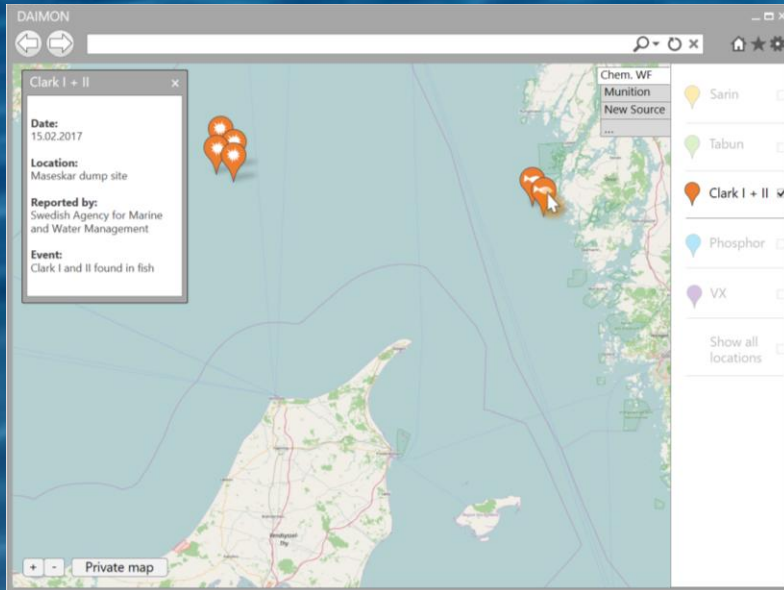 DAIMON
Clark I + II
Date:
15.02.2017
Location:
Maseskar dump site
Reported by:
Swedish Agency for Marine
and Water Management
Event:
Clark I and II found in fish
Chem. WF
Munition
New Source
...
Sarin
Tabun
Clark I + II
Phosphor
VX
Show all
locations
+ - Private map